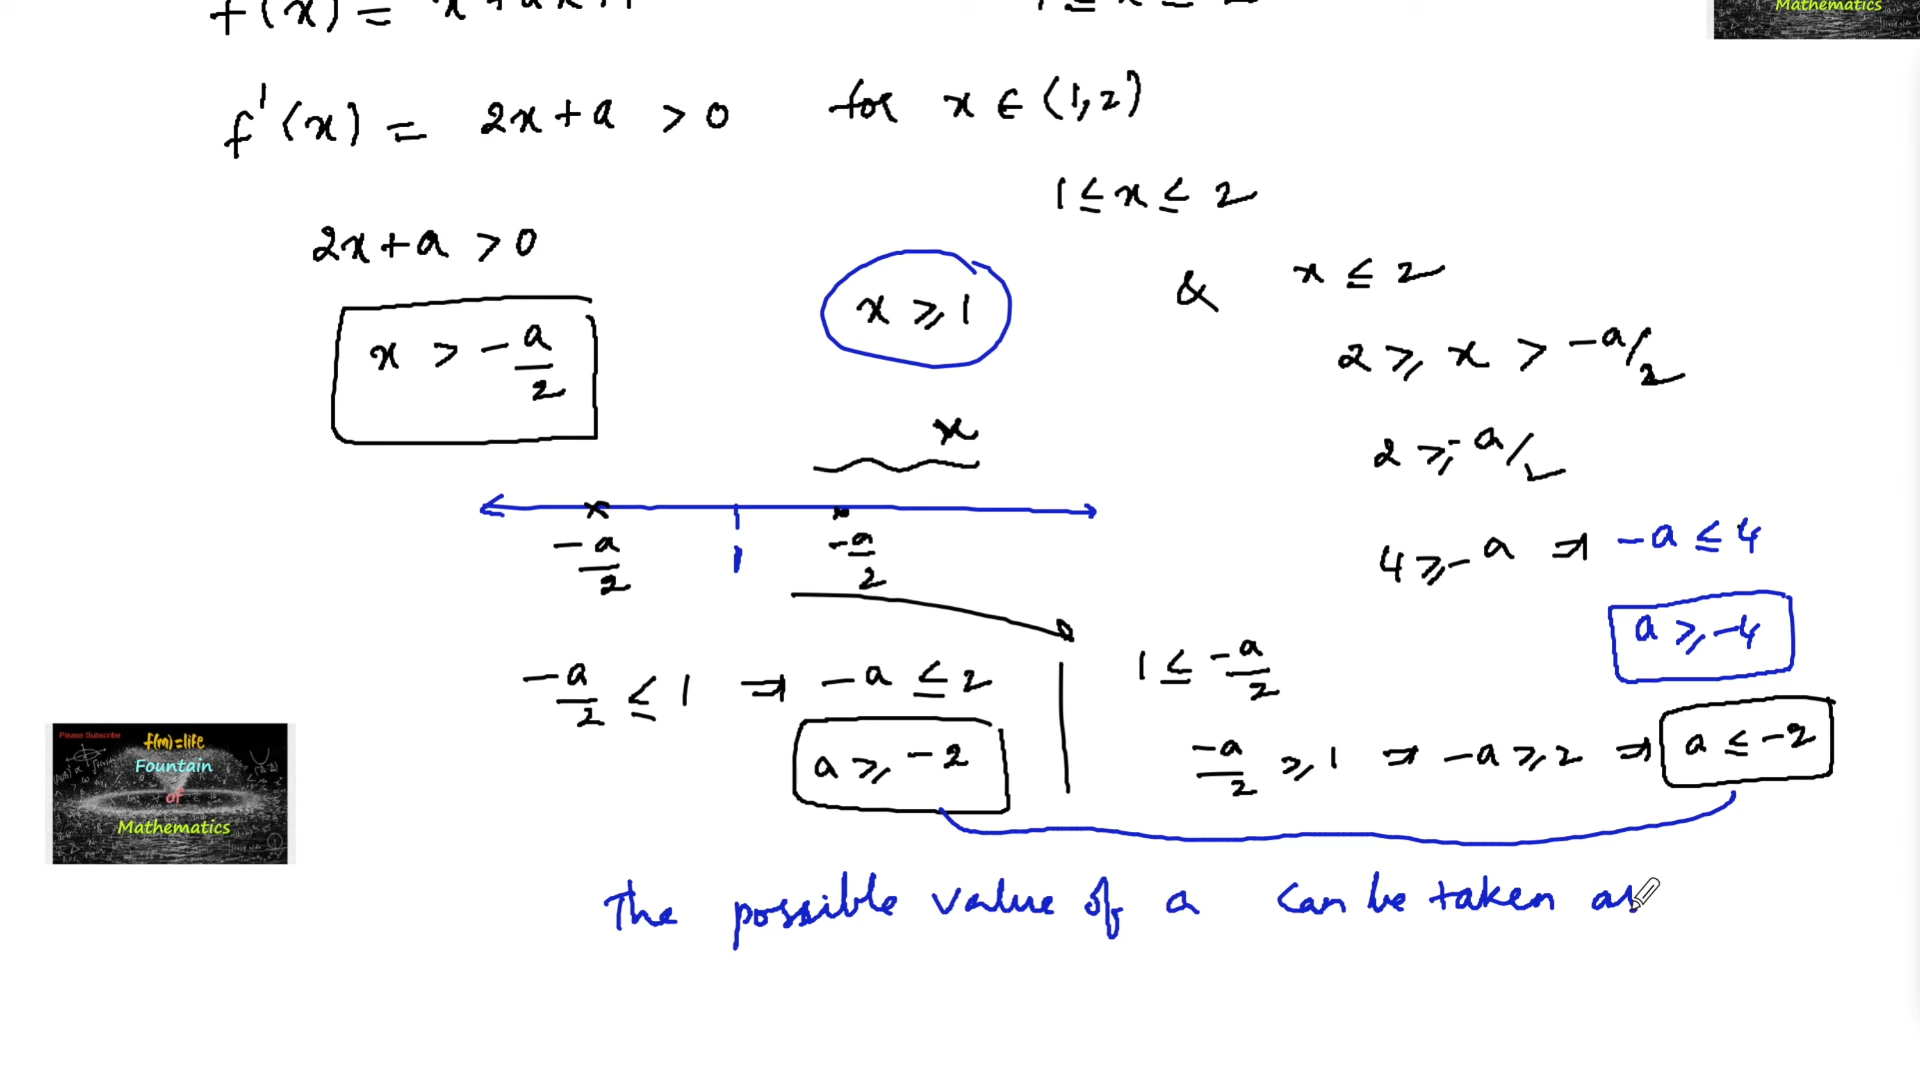 Mathematics
f'(x) = 2x+a > 0 for x ∈ (1,2)
1 ≤ x ≤ 2
2x+a > 0
x ≥ 1
& x ≤ 2
x > -a/2
2 ≥ x > -a/2
x
2 ≥ -a/2
-a/2 1 -a/2
4 ≥ -a ⇒ -a ≤ 4
a ≥ -4
-a/2 ≤ 1 ⇒ -a ≤ 2
1 ≤ -a/2
a ≥ -2
-a/2 ≥ 1 ⇒ -a ≥ 2 ⇒ a ≤ -2
Please Subscribe
f(m)=life
Fountain
of
Mathematics
The possible value of a can be taken as